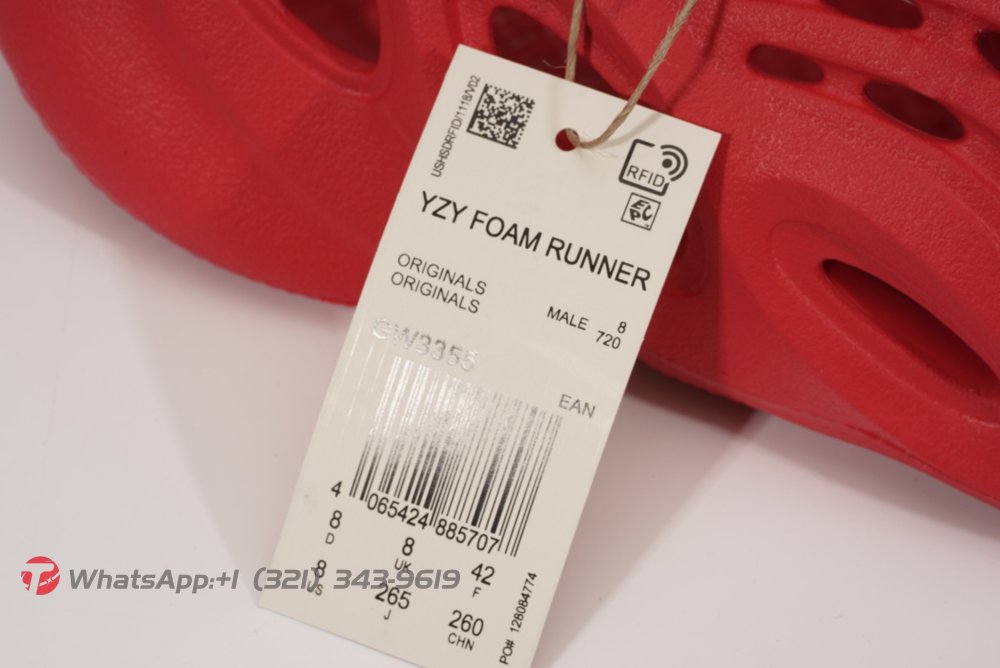 USHSDRFID/1118/V02
RFID
EPC
YZY FOAM RUNNER
ORIGINALS
ORIGINALS
MALE 8
720
GW3355
EAN
4 065424 885707
8 8 42
D UK F
8 265 260
US J CHN
PO# 128084774
WhatsApp:+1 (321) 343-9619